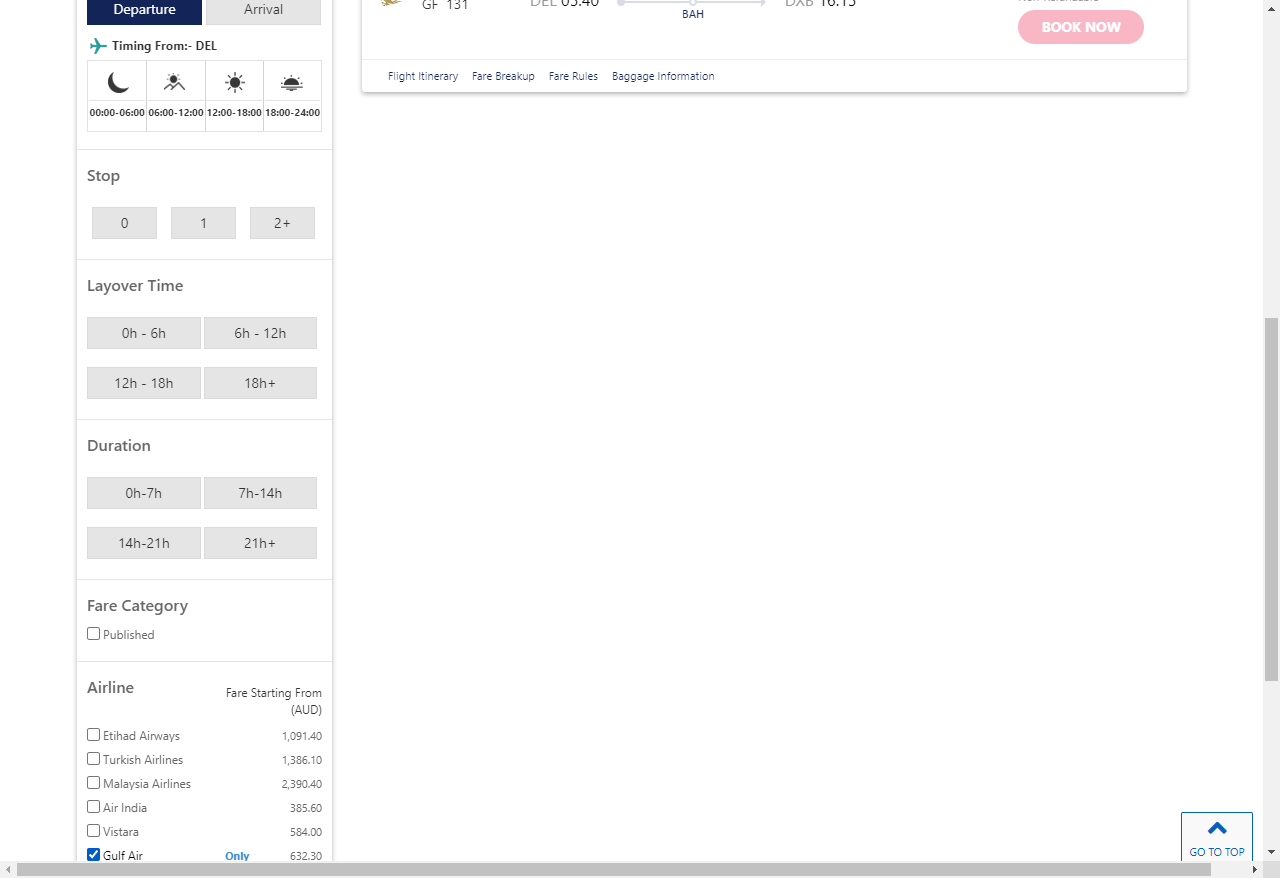 Departure
Arrival
Timing From:- DEL
00:00-06:00 06:00-12:00 12:00-18:00 18:00-24:00
Stop
0
1
2+
Layover Time
0h - 6h
6h - 12h
12h - 18h
18h+
Duration
0h-7h
7h-14h
14h-21h
21h+
Fare Category
Published
Airline
Fare Starting From
(AUD)
Etihad Airways 1,091.40
Turkish Airlines 1,386.10
Malaysia Airlines 2,390.40
Air India 385.60
Vistara 584.00
Gulf Air Only 632.30
GF 131
DEL 05:40
BAH
DXB 16:15
BOOK NOW
Flight Itinerary Fare Breakup Fare Rules Baggage Information
GO TO TOP